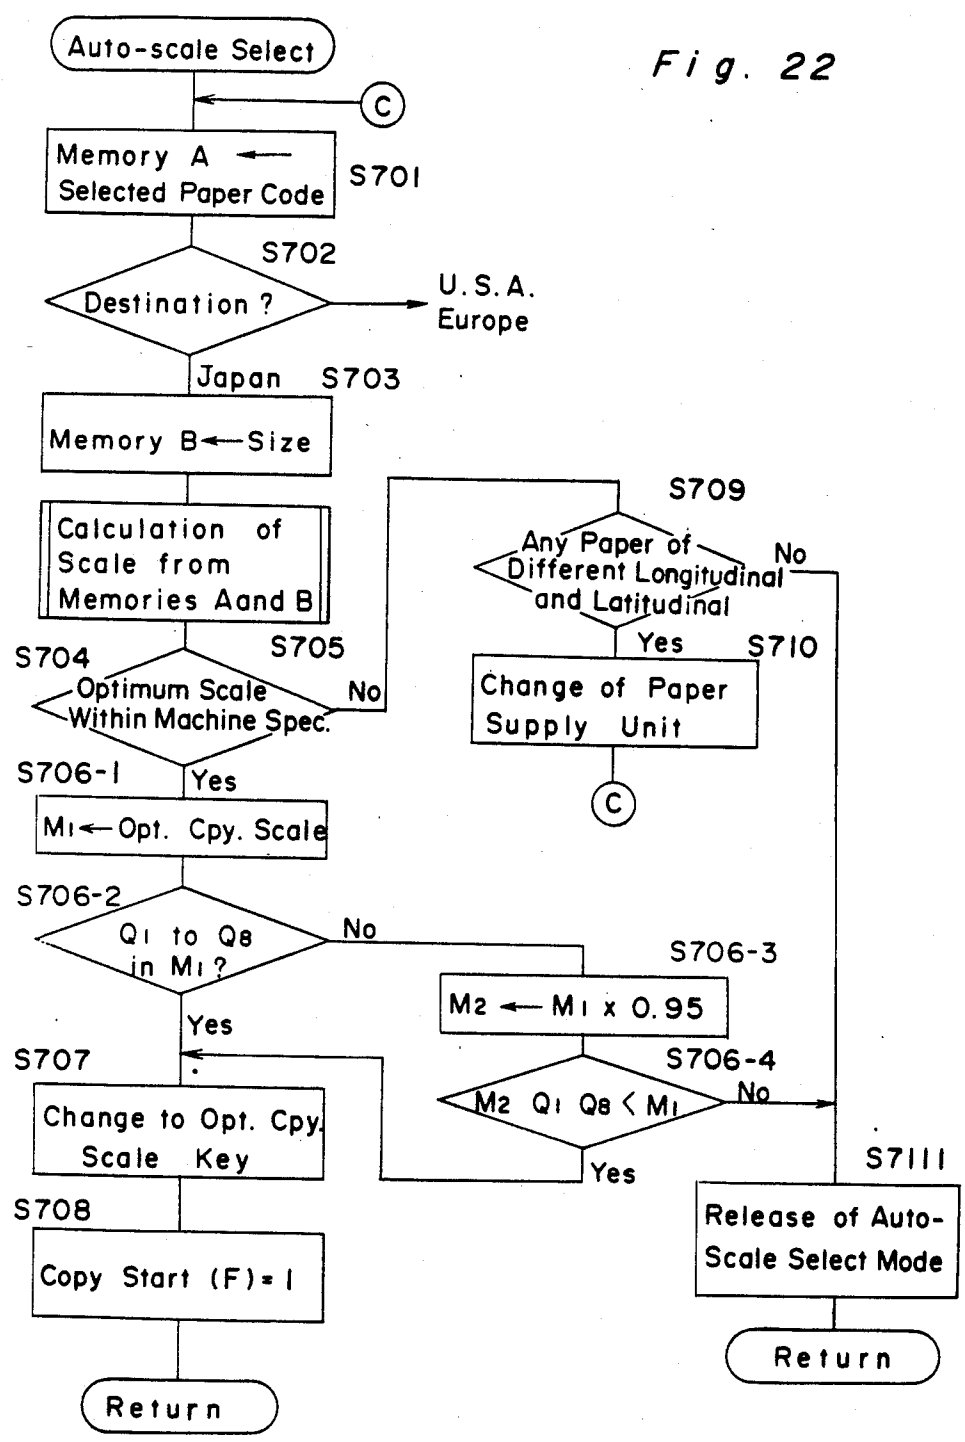 Auto-scale Select
Fig. 22
C
Memory A ←
Selected Paper Code
S701
S702
Destination ?
U.S.A.
Europe
Japan
S703
Memory B←Size
Calculation of
Scale from
Memories A and B
S704
S705
Optimum Scale
Within Machine Spec.
No
S709
Any Paper of
Different Longitudinal
and Latitudinal
No
Yes
S710
Change of Paper
Supply Unit
C
S706-1
Yes
M1←Opt. Cpy. Scale
S706-2
Q1 to Q8
in M1?
No
S706-3
M2 ← M1 x 0.95
Yes
S706-4
M2 Q1 Q8 < M1
No
Yes
S707
Change to Opt. Cpy.
Scale Key
S708
Copy Start (F)=1
Return
S7111
Release of Auto-
Scale Select Mode
Return